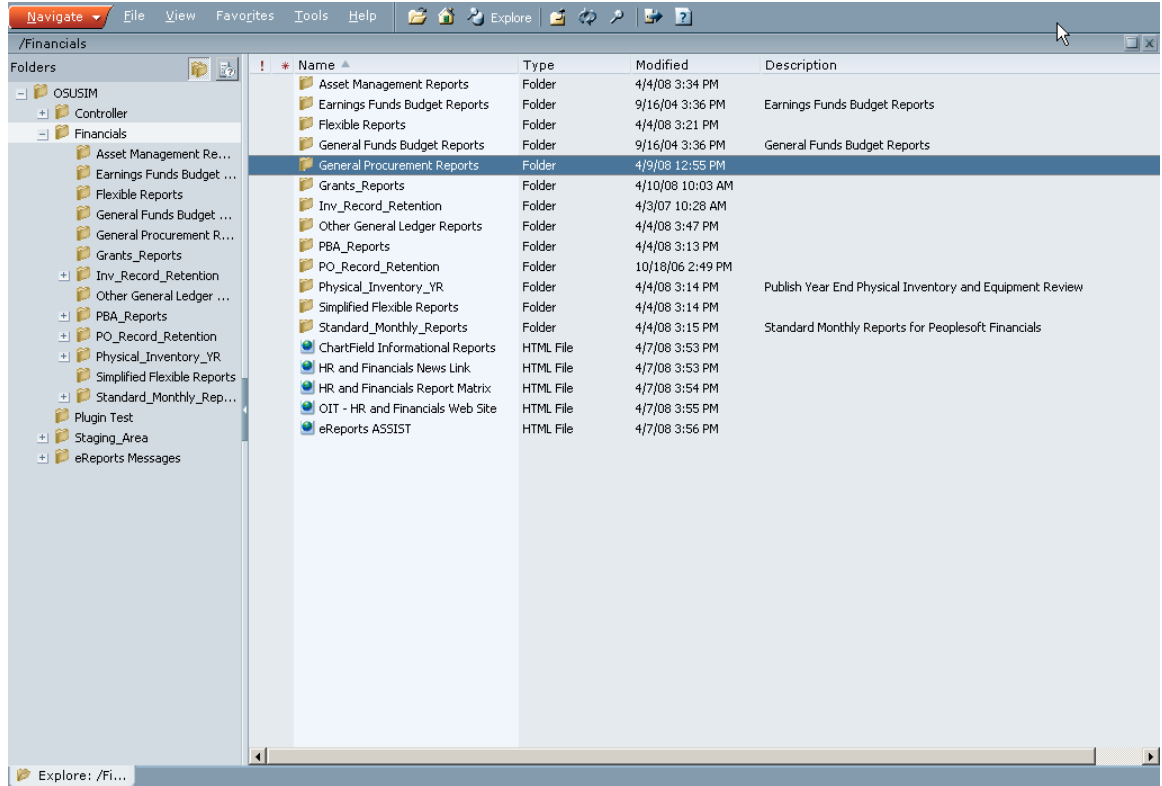 Navigate File View Favorites Tools Help Explore
/Financials
Folders
OSUSIM
Controller
Financials
Asset Management Re...
Earnings Funds Budget ...
Flexible Reports
General Funds Budget ...
General Procurement R...
Grants_Reports
Inv_Record_Retention
Other General Ledger ...
PBA_Reports
PO_Record_Retention
Physical_Inventory_YR
Simplified Flexible Reports
Standard_Monthly_Rep...
Plugin Test
Staging_Area
eReports Messages
! * Name Type Modified Description
Asset Management Reports Folder 4/4/08 3:34 PM
Earnings Funds Budget Reports Folder 9/16/04 3:36 PM Earnings Funds Budget Reports
Flexible Reports Folder 4/4/08 3:21 PM
General Funds Budget Reports Folder 9/16/04 3:36 PM General Funds Budget Reports
General Procurement Reports Folder 4/9/08 12:55 PM
Grants_Reports Folder 4/10/08 10:03 AM
Inv_Record_Retention Folder 4/3/07 10:28 AM
Other General Ledger Reports Folder 4/4/08 3:47 PM
PBA_Reports Folder 4/4/08 3:13 PM
PO_Record_Retention Folder 10/18/06 2:49 PM
Physical_Inventory_YR Folder 4/4/08 3:14 PM Publish Year End Physical Inventory and Equipment Review
Simplified Flexible Reports Folder 4/4/08 3:14 PM
Standard_Monthly_Reports Folder 4/4/08 3:15 PM Standard Monthly Reports for Peoplesoft Financials
ChartField Informational Reports HTML File 4/7/08 3:53 PM
HR and Financials News Link HTML File 4/7/08 3:53 PM
HR and Financials Report Matrix HTML File 4/7/08 3:54 PM
OIT - HR and Financials Web Site HTML File 4/7/08 3:55 PM
eReports ASSIST HTML File 4/7/08 3:56 PM
Explore: /Fi...